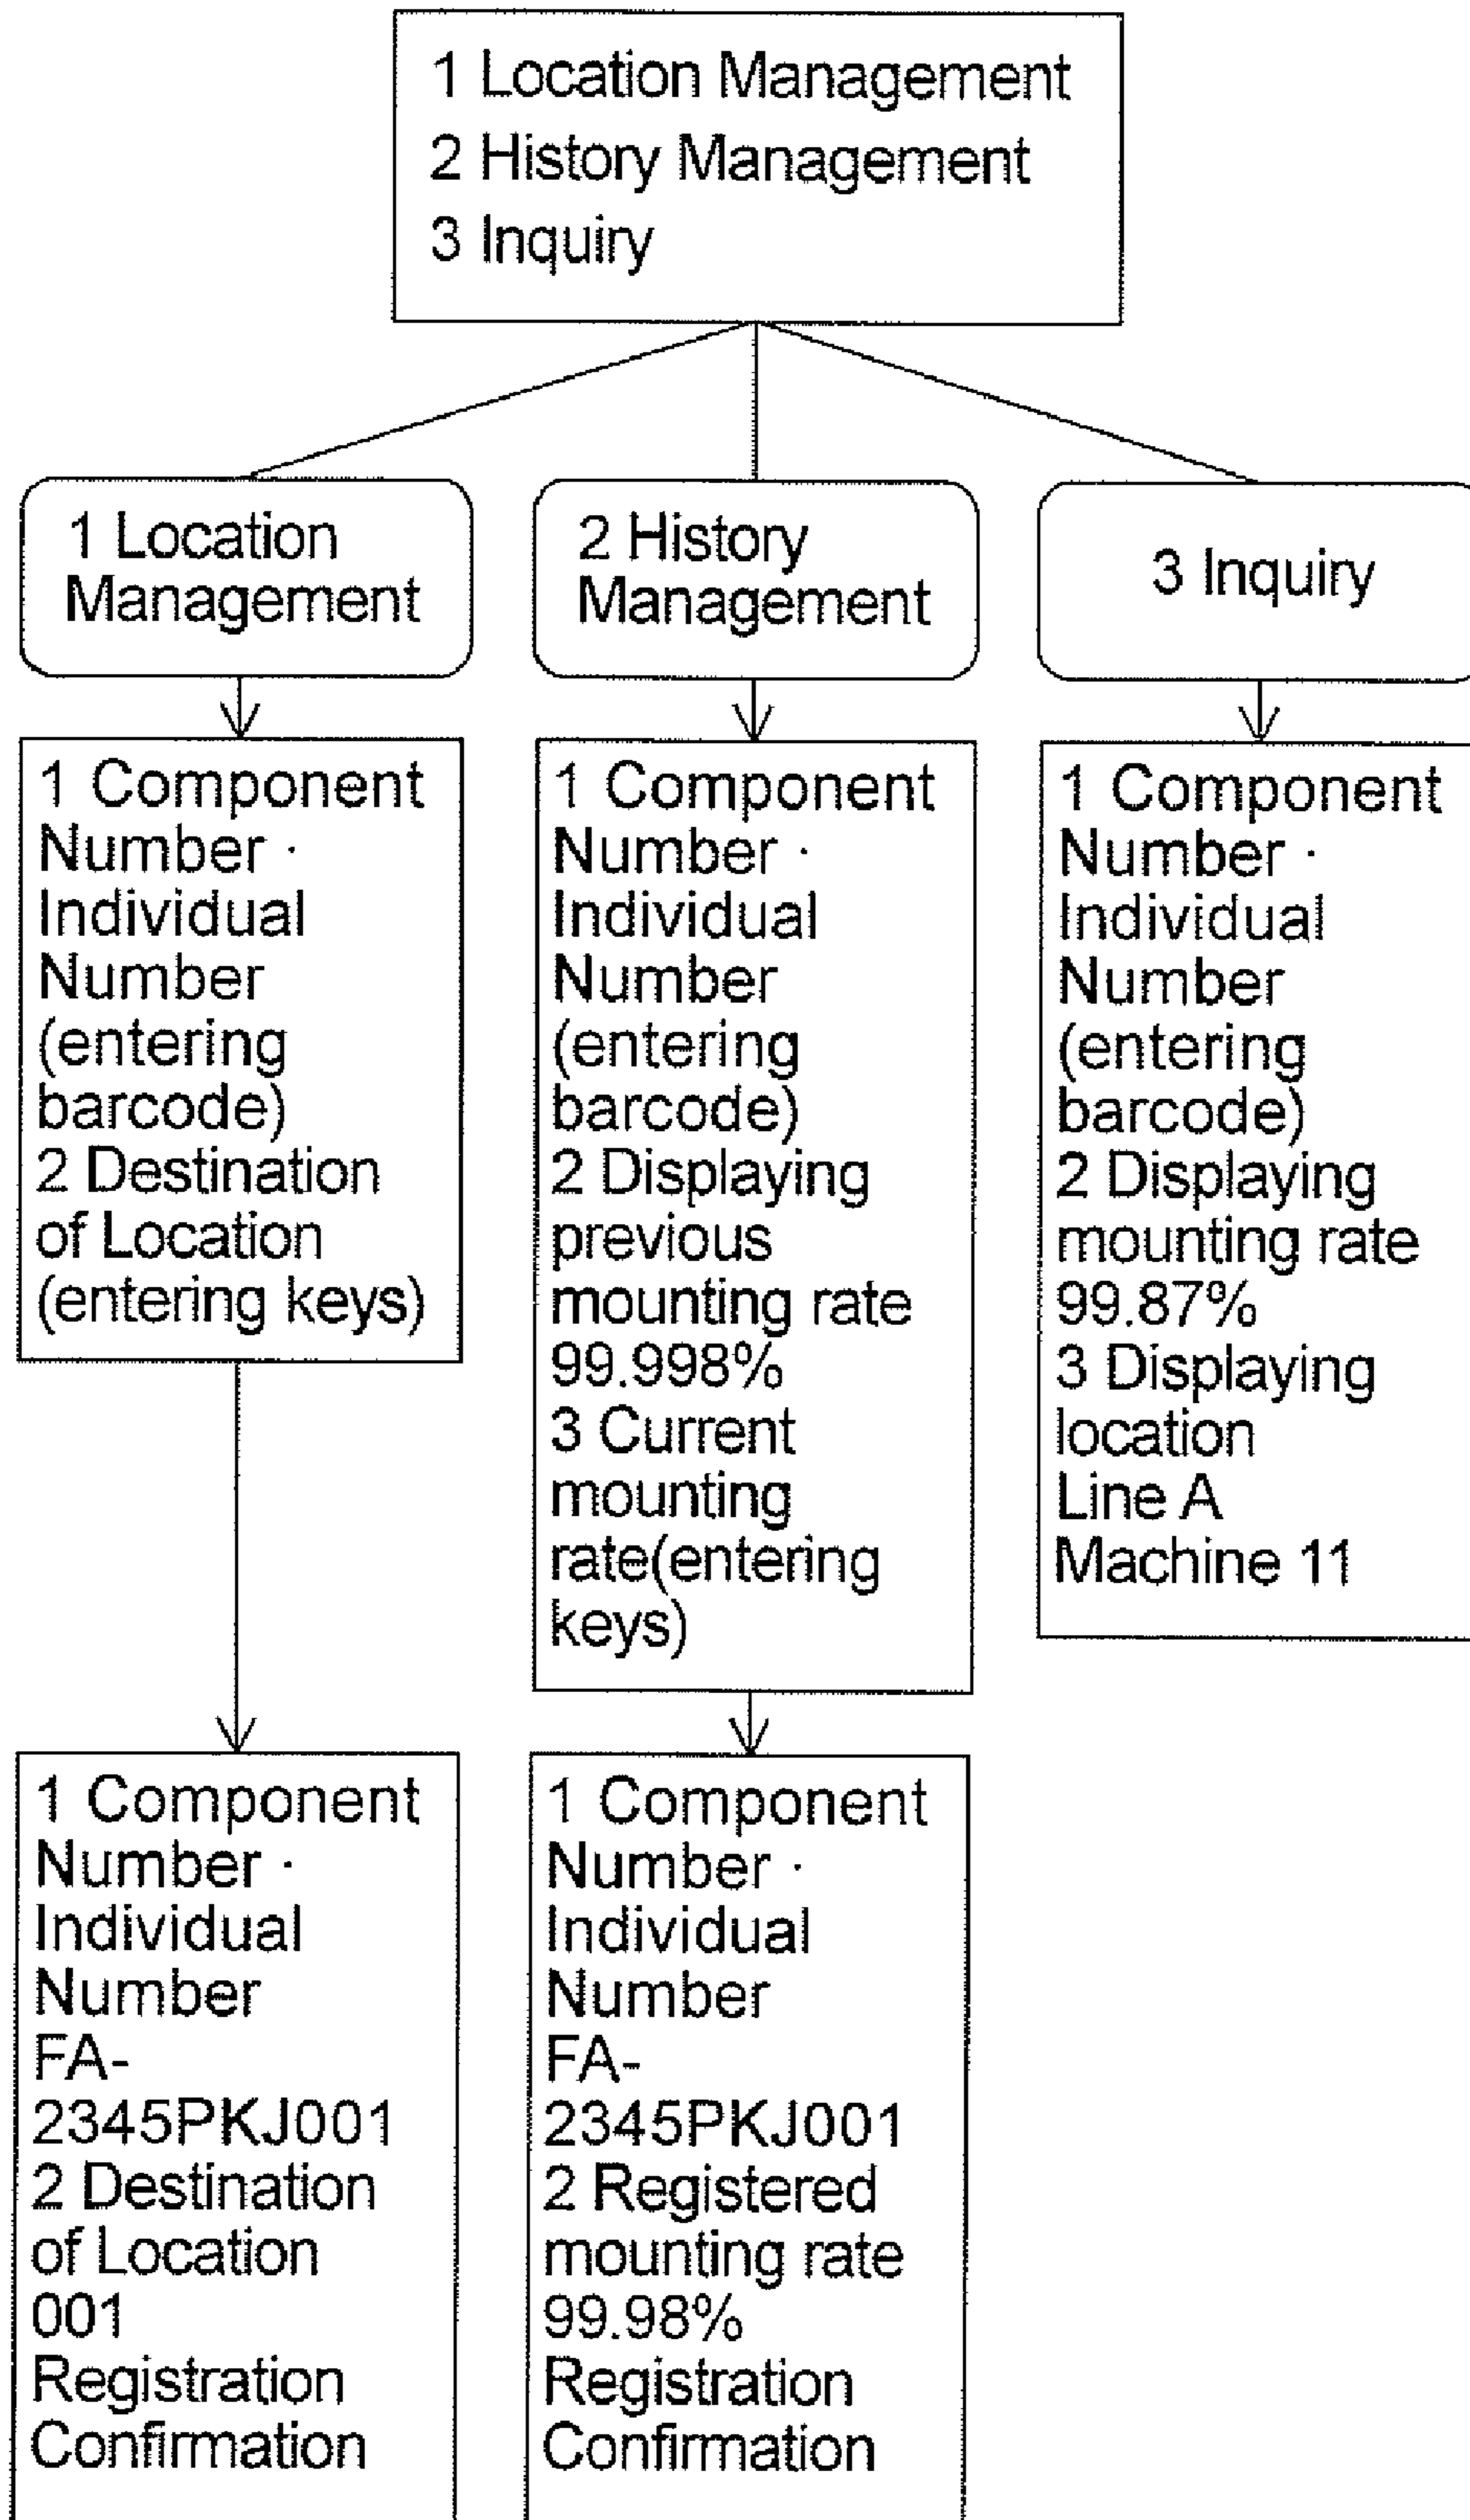 1 Location Management
2 History Management
3 Inquiry
1 Location
Management
2 History
Management
3 Inquiry
1 Component
Number ·
Individual
Number
(entering
barcode)
2 Destination
of Location
(entering keys)
1 Component
Number ·
Individual
Number
(entering
barcode)
2 Displaying
previous
mounting rate
99.998%
3 Current
mounting
rate(entering
keys)
1 Component
Number ·
Individual
Number
(entering
barcode)
2 Displaying
mounting rate
99.87%
3 Displaying
location
Line A
Machine 11
1 Component
Number ·
Individual
Number
FA-
2345PKJ001
2 Destination
of Location
001
Registration
Confirmation
1 Component
Number ·
Individual
Number
FA-
2345PKJ001
2 Registered
mounting rate
99.98%
Registration
Confirmation